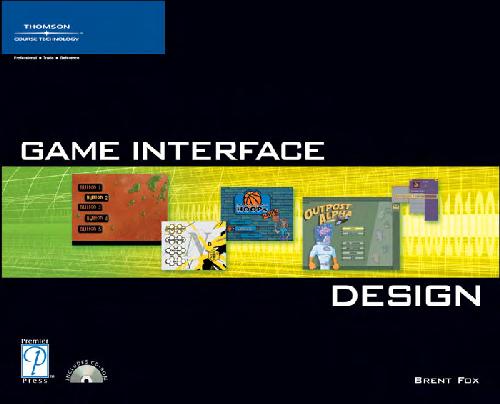 THOMSON
COURSE TECHNOLOGY
Professional ■ Trade ■ Reference
GAME INTERFACE
BUTTON 1
BUTTON 2
BUTTON 3
BUTTON 4
BUTTON 5
HOOPS
OUTPOST
ALPHA
DESIGN
Premier
P
Press
INCLUDES CD-ROM
BRENT FOX